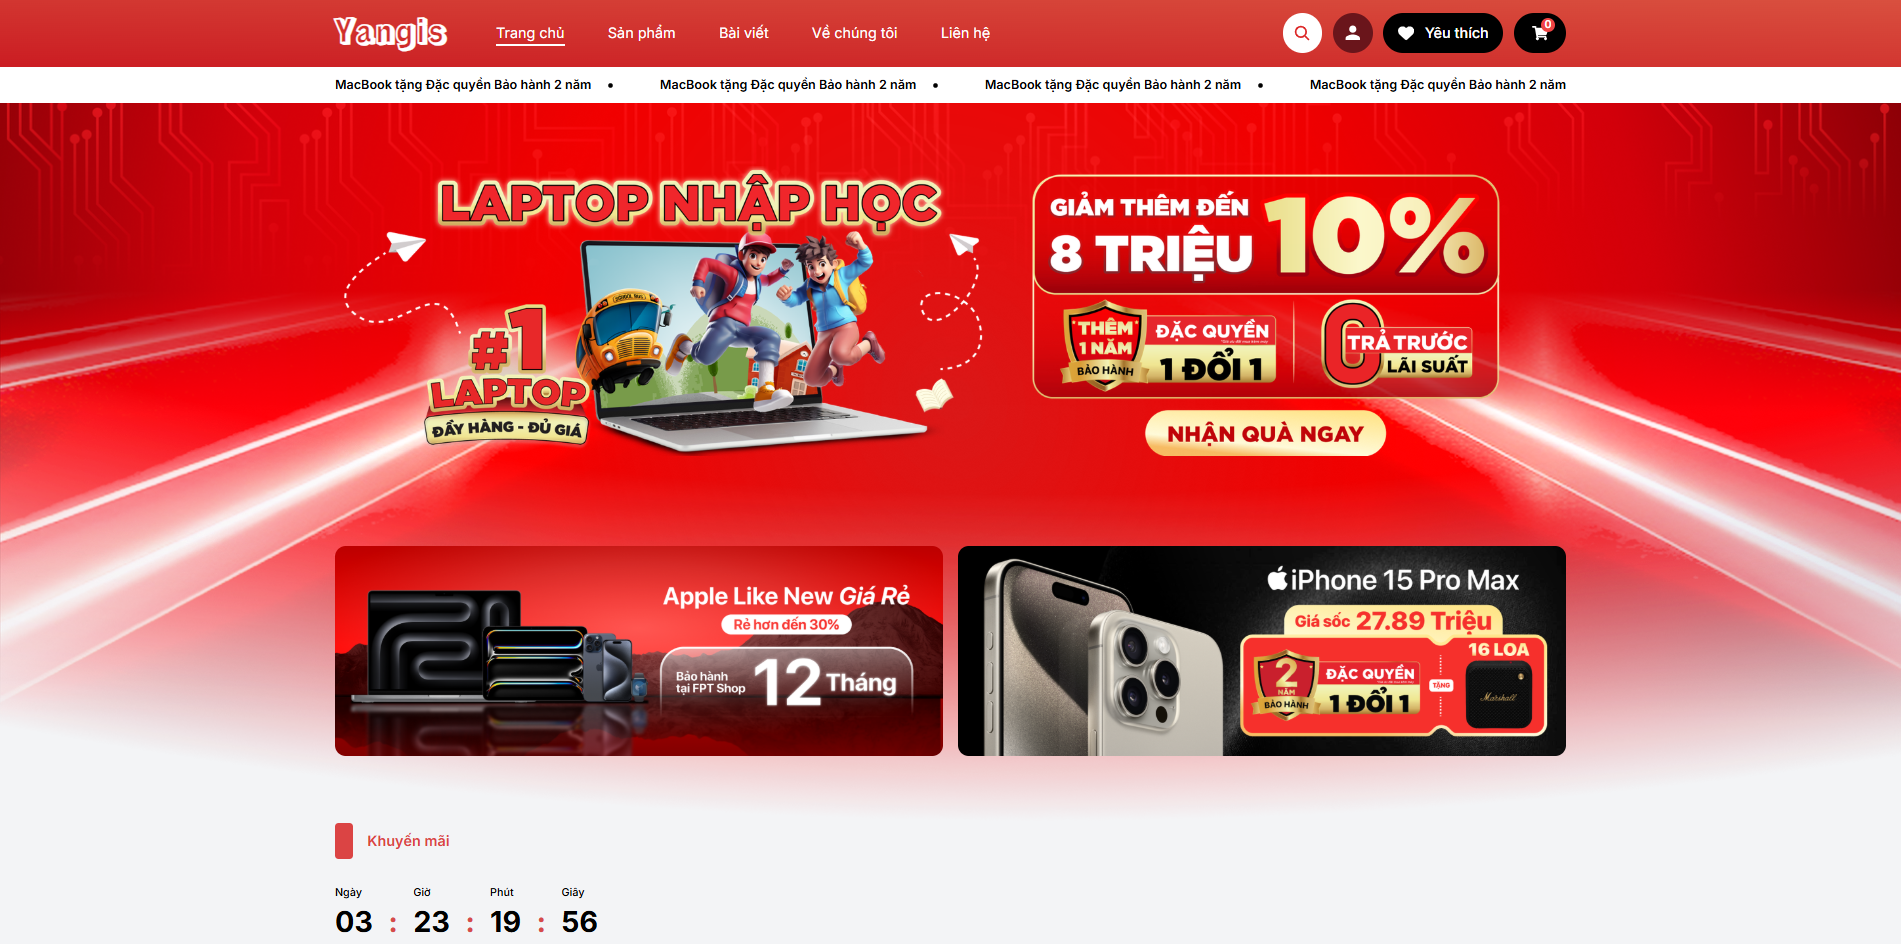 Yangis
Trang chủ
Sản phẩm
Bài viết
Về chúng tôi
Liên hệ
Yêu thích
0
MacBook tặng Đặc quyền Bảo hành 2 năm •
MacBook tặng Đặc quyền Bảo hành 2 năm •
MacBook tặng Đặc quyền Bảo hành 2 năm •
MacBook tặng Đặc quyền Bảo hành 2 năm
LAPTOP NHẬP HỌC
SCHOOL BUS
#1
LAPTOP
ĐẦY HÀNG - ĐỦ GIÁ
GIẢM THÊM ĐẾN
8 TRIỆU
10%
THÊM
1 NĂM
BẢO HÀNH
ĐẶC QUYỀN
1 ĐỔI 1
0
TRẢ TRƯỚC
LÃI SUẤT
NHẬN QUÀ NGAY
Apple Like New Giá Rẻ
Rẻ hơn đến 30%
Bảo hành
tại FPT Shop
12 Tháng
iPhone 15 Pro Max
Giá sốc 27.89 Triệu
2
NĂM
BẢO HÀNH
ĐẶC QUYỀN
1 ĐỔI 1
TẶNG
16 LOA
Marshall
Khuyến mãi
Ngày
Giờ
Phút
Giây
03 : 23 : 19 : 56